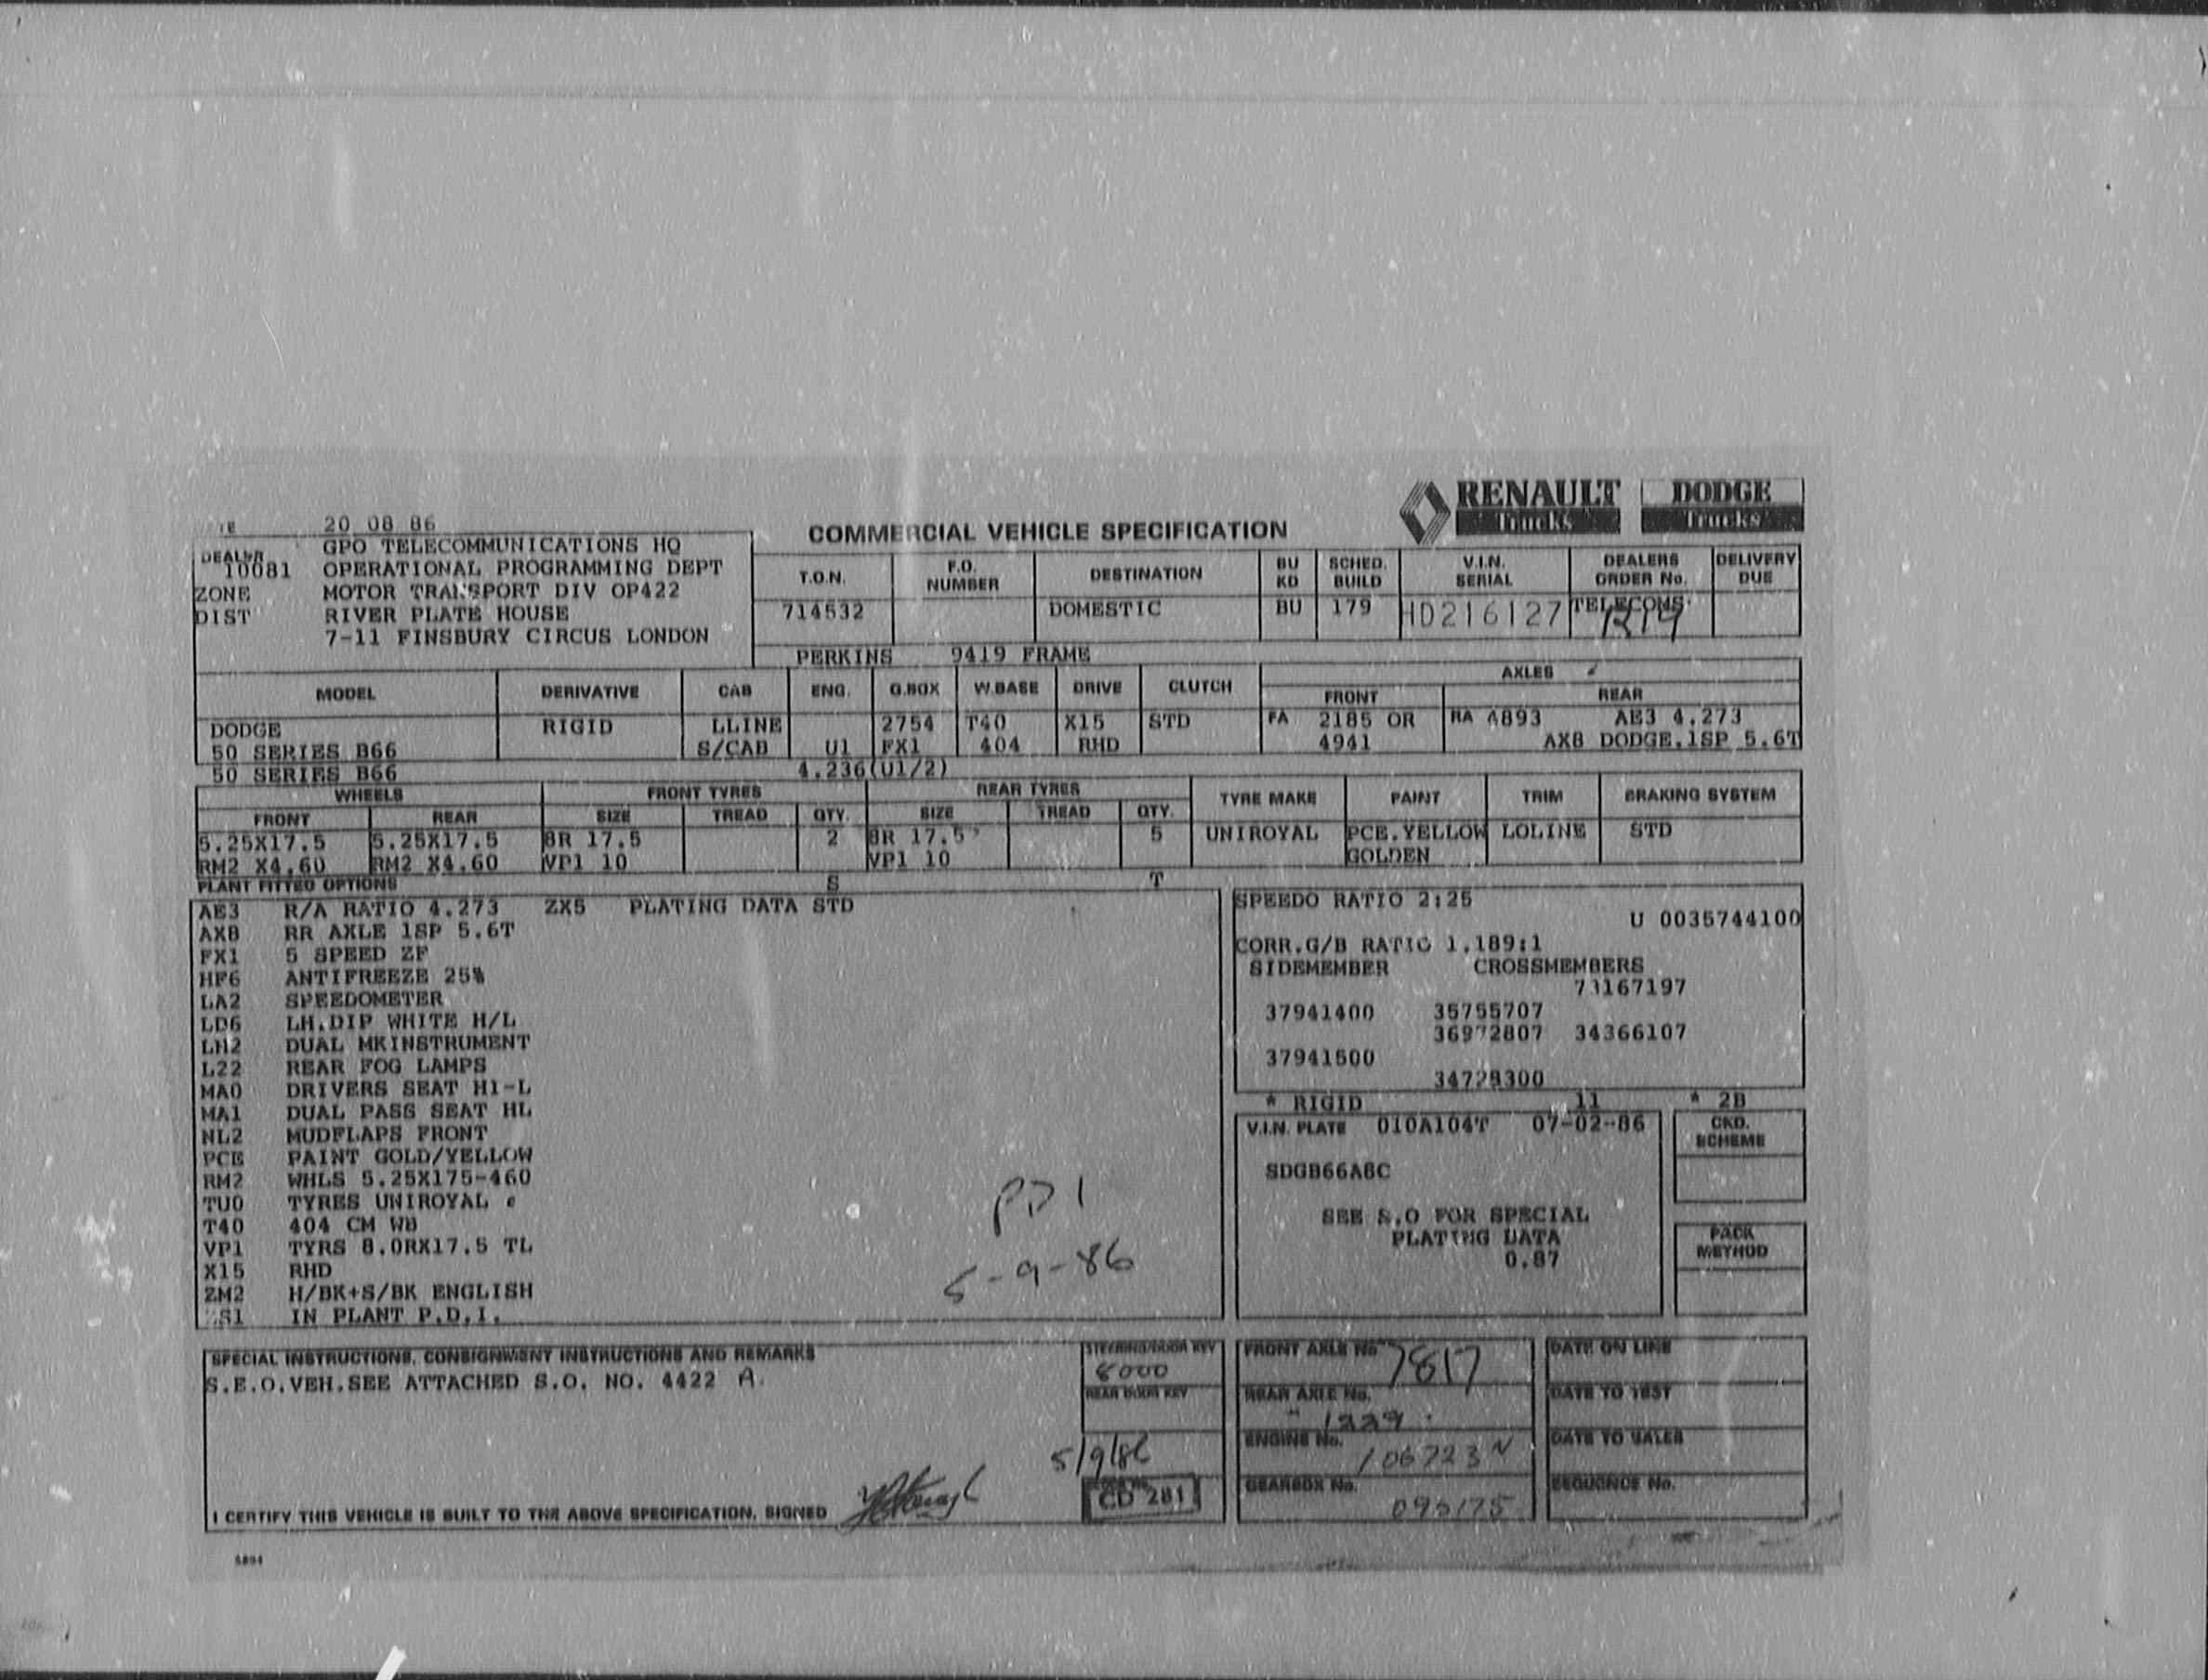 RENAULT Trucks DODGE Trucks
20 08 86
COMMERCIAL VEHICLE SPECIFICATION
DEALER 10081
ZONE
DIST
GPO TELECOMMUNICATIONS HQ
OPERATIONAL PROGRAMMING DEPT
MOTOR TRANSPORT DIV OP422
RIVER PLATE HOUSE
7-11 FINSBURY CIRCUS LONDON
T.O.N. F.O. NUMBER DESTINATION BU KD SCHED. BUILD V.I.N. SERIAL DEALERS ORDER No. DELIVERY DUE
714532 DOMESTIC BU 179 HD216127 TELECOMS
PERKINS 9419 FRAME
MODEL DERIVATIVE CAB ENG. G.BOX W.BASE DRIVE CLUTCH AXLES
FRONT REAR
DODGE RIGID LLINE 2754 T40 X15 STD FA 2185 OR RA 4893 AE3 4.273
50 SERIES B66 S/CAB U1 FX1 404 RHD 4941 AX8 DODGE.1SP 5.6T
50 SERIES B66 4.236(U1/2)
WHEELS FRONT TYRES REAR TYRES TYRE MAKE PAINT TRIM BRAKING SYSTEM
FRONT REAR SIZE TREAD QTY. SIZE TREAD QTY.
5.25X17.5 5.25X17.5 8R 17.5 2 8R 17.5 5 UNIROYAL PCE.YELLOW LOLINE STD
RM2 X4.60 RM2 X4.60 VP1 10 VP1 10 GOLDEN
PLANT FITTED OPTIONS S T
AE3 R/A RATIO 4.273 ZX5 PLATING DATA STD
AX8 RR AXLE 1SP 5.6T
FX1 5 SPEED ZF
HF6 ANTIFREEZE 25%
LA2 SPEEDOMETER
LD6 LH.DIP WHITE H/L
LH2 DUAL MKINSTRUMENT
L22 REAR FOG LAMPS
MA0 DRIVERS SEAT H1-L
MA1 DUAL PASS SEAT HL
NL2 MUDFLAPS FRONT
PCE PAINT GOLD/YELLOW
RM2 WHLS 5.25X175-460
TU0 TYRES UNIROYAL
T40 404 CM WB
VP1 TYRS 8.0RX17.5 TL
X15 RHD
ZM2 H/BK+S/BK ENGLISH
IN PLANT P.D.I.
PD1
5-9-86
SPEEDO RATIO 2:25
U 0035744100
CORR.G/B RATIO 1.189:1
SIDEMEMBER CROSSMEMBERS
37941400 35755707
34366107
37941500
* RIGID 11 * 2B
V.I.N. PLATE 010A104T 07-02-86
SDGB66ABC
SEE S.O FOR SPECIAL
PLATING DATA
0.87
CKD. SCHEME
PACK METHOD
SPECIAL INSTRUCTIONS, CONSIGNMENT INSTRUCTIONS AND REMARKS
S.E.O.VEH.SEE ATTACHED S.O. NO. 4422 A.
STEERING/DOOR KEY
8000
REAR DOOR KEY
5/9/86
CD 281
I CERTIFY THIS VEHICLE IS BUILT TO THE ABOVE SPECIFICATION, SIGNED
FRONT AXLE No. 7817
REAR AXLE No. 1229
ENGINE No. 106723 N
GEARBOX No.
DATE ON LINE
DATE TO TEST
DATE TO SALES
SEQUENCE No.